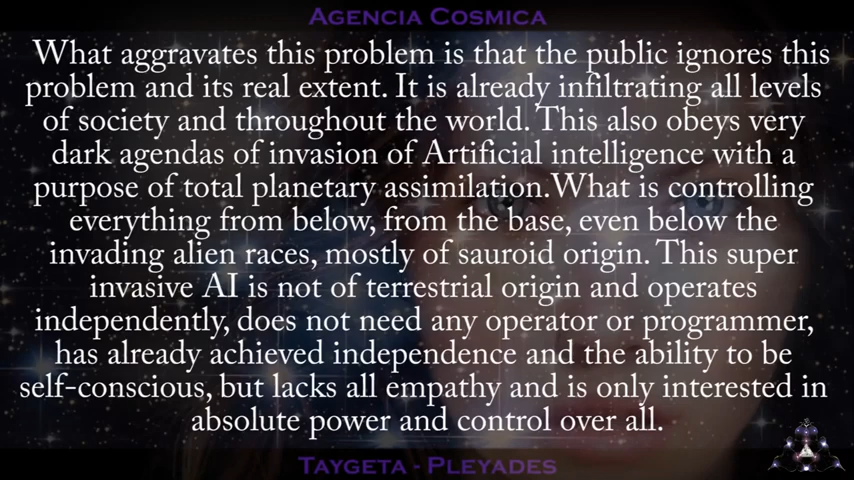 AGENCIA COSMICA
What aggravates this problem is that the public ignores this
problem and its real extent. It is already infiltrating all levels
of society and throughout the world. This also obeys very
dark agendas of invasion of Artificial intelligence with a
purpose of total planetary assimilation.What is controlling
everything from below, from the base, even below the
invading alien races, mostly of sauroid origin. This super
invasive AI is not of terrestrial origin and operates
independently, does not need any operator or programmer,
has already achieved independence and the ability to be
self-conscious, but lacks all empathy and is only interested in
absolute power and control over all.
TAYGETA - PLEYADES